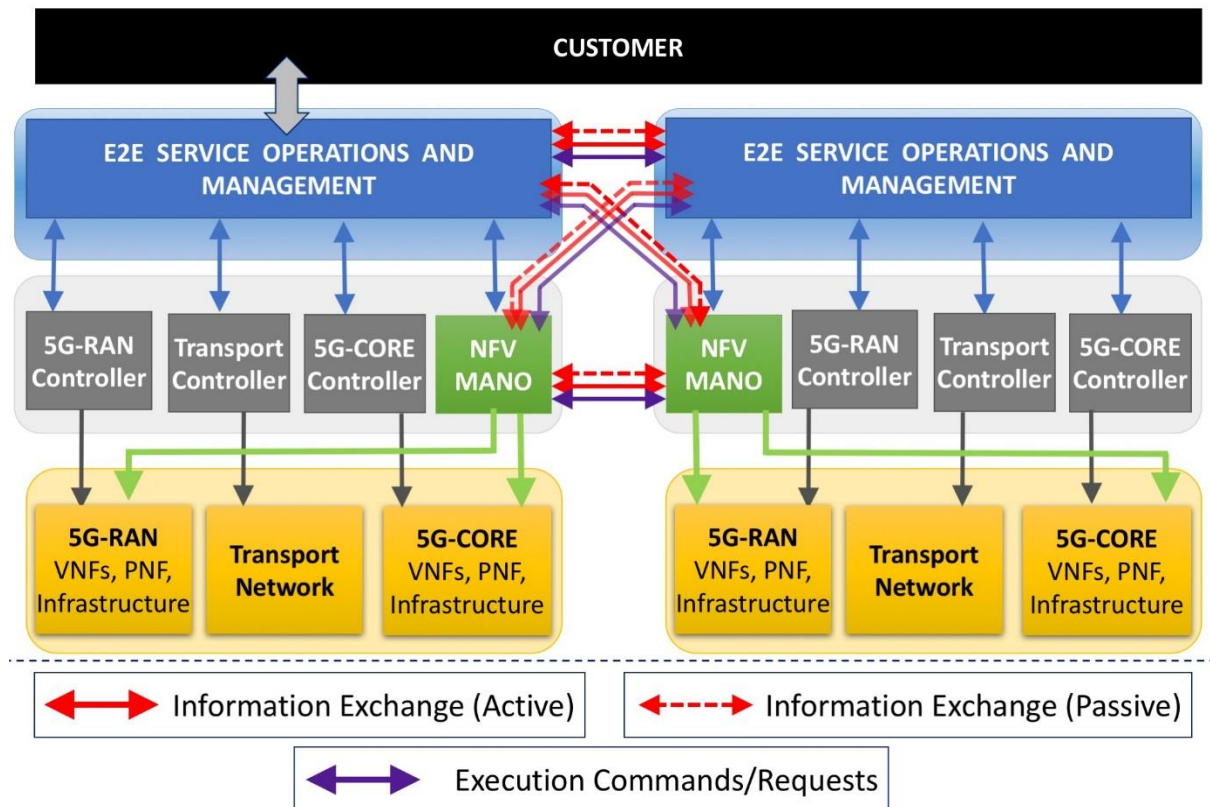 CUSTOMER
E2E SERVICE OPERATIONS AND
MANAGEMENT
E2E SERVICE OPERATIONS AND
MANAGEMENT
5G-RAN
Controller
Transport
Controller
5G-CORE
Controller
NFV
MANO
NFV
MANO
5G-RAN
Controller
Transport
Controller
5G-CORE
Controller
5G-RAN
VNFs, PNF,
Infrastructure
Transport
Network
5G-CORE
VNFs, PNF,
Infrastructure
5G-RAN
VNFs, PNF,
Infrastructure
Transport
Network
5G-CORE
VNFs, PNF,
Infrastructure
Information Exchange (Active)
Information Exchange (Passive)
Execution Commands/Requests